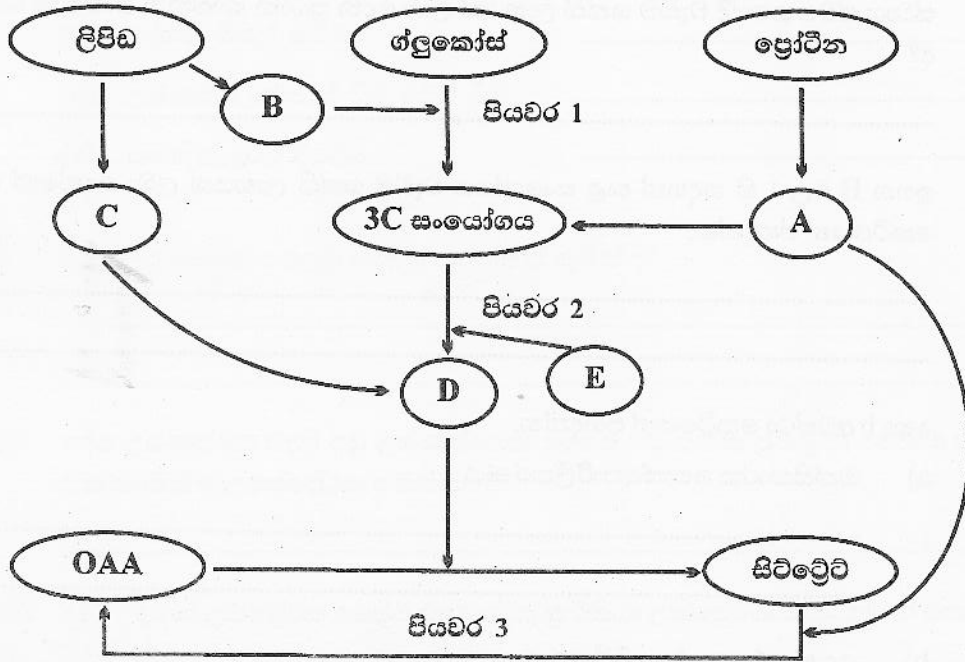 ලිපිඩ
ග්ලුකෝස්
ප්‍රෝටීන
B
පියවර 1
C
3C සංයෝගය
A
පියවර 2
D
E
OAA
සිට්ට්‍රේට්
පියවර 3